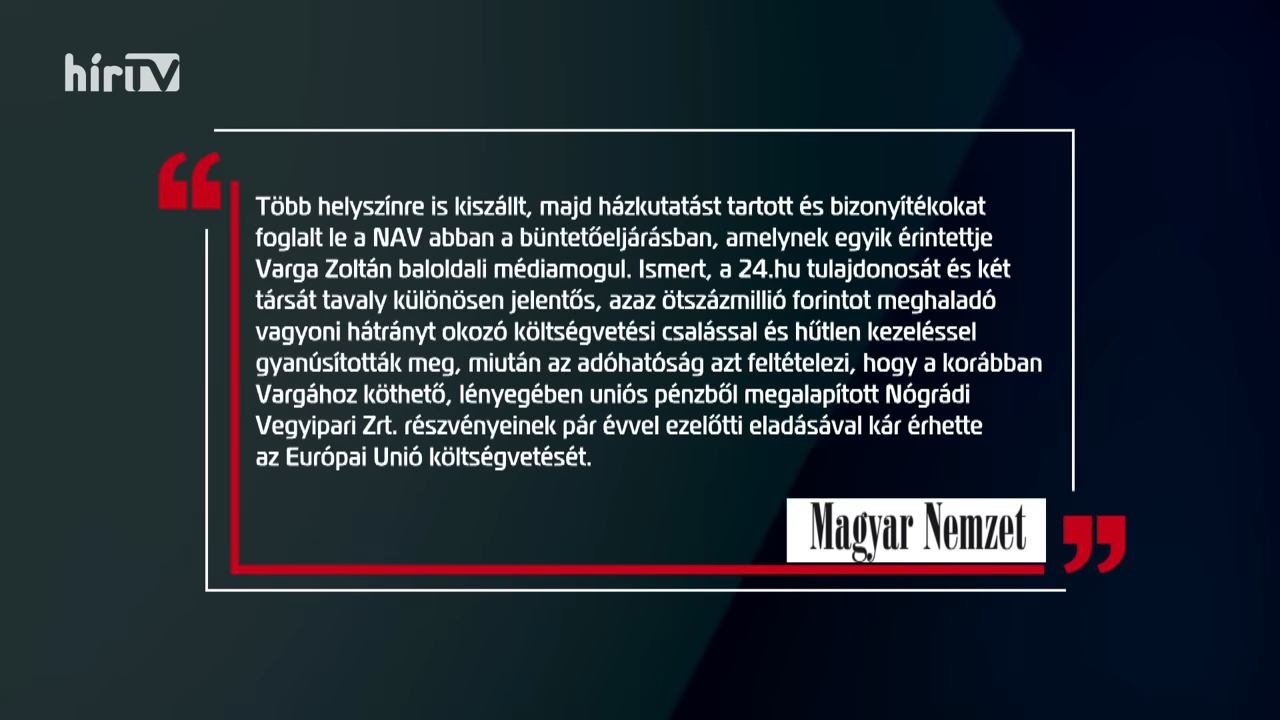 hírTV
Több helyszínre is kiszállt, majd házkutatást tartott és bizonyítékokat
foglalt le a NAV abban a büntetőeljárásban, amelynek egyik érintettje
Varga Zoltán baloldali médiamogul. Ismert, a 24.hu tulajdonosát és két
társát tavaly különösen jelentős, azaz ötszázmillió forintot meghaladó
vagyoni hátrányt okozó költségvetési csalással és hűtlen kezeléssel
gyanúsították meg, miután az adóhatóság azt feltételezi, hogy a korábban
Vargához köthető, lényegében uniós pénzből megalapított Nógrádi
Vegyipari Zrt. részvényeinek pár évvel ezelőtti eladásával kár érhette
az Európai Unió költségvetését.
Magyar Nemzet